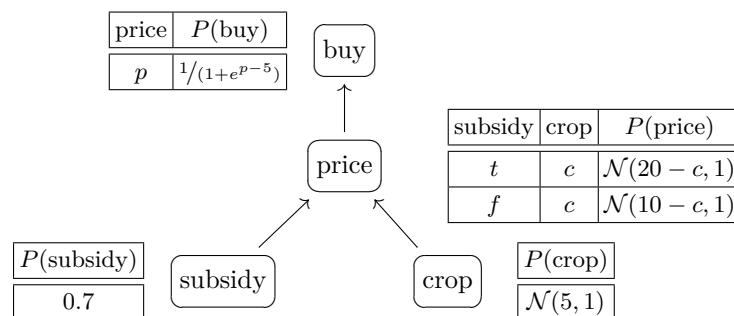 price P(buy)
p 1/(1+e^{p−5})
buy
subsidy crop P(price)
t c 𝒩(20 − c, 1)
f c 𝒩(10 − c, 1)
price
P(subsidy)
0.7
subsidy
crop
P(crop)
𝒩(5, 1)